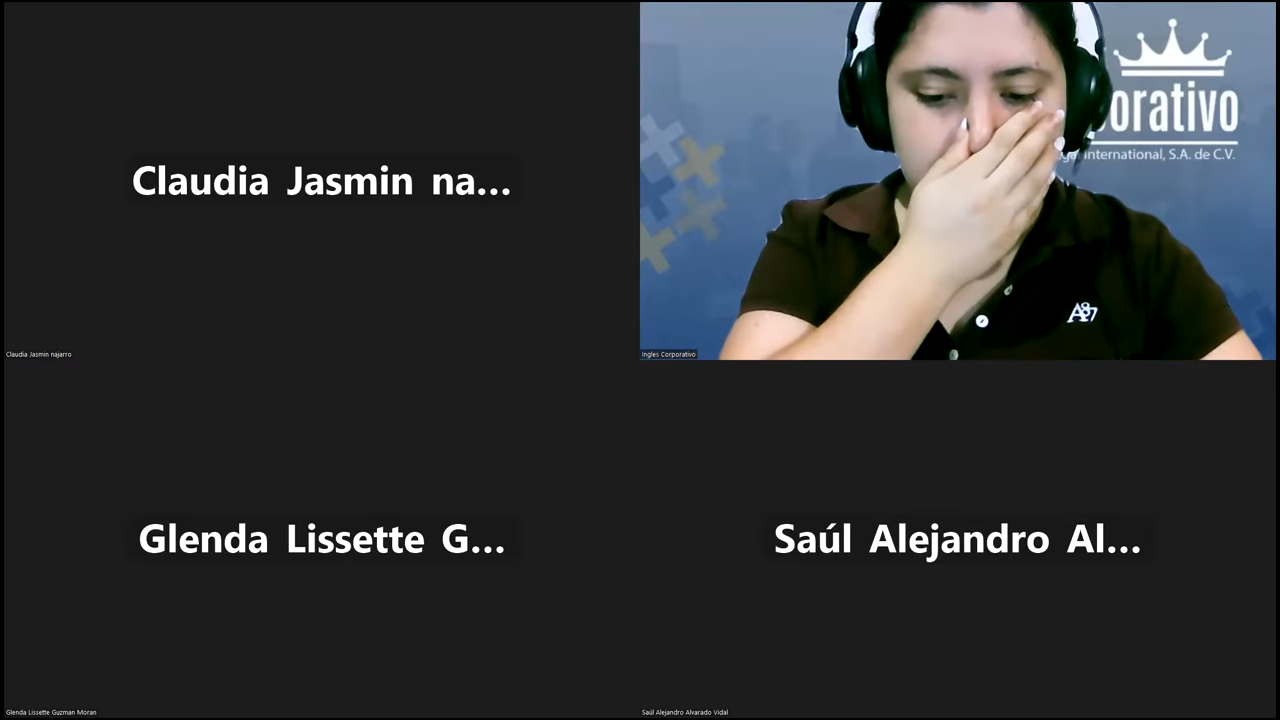 Claudia Jasmin na...
Claudia Jasmin najarro
orativo
international, S.A. de C.V.
A87
Ingles Corporativo
Glenda Lissette G...
Glenda Lissette Guzman Moran
Saúl Alejandro Al...
Saúl Alejandro Alvarado Vidal